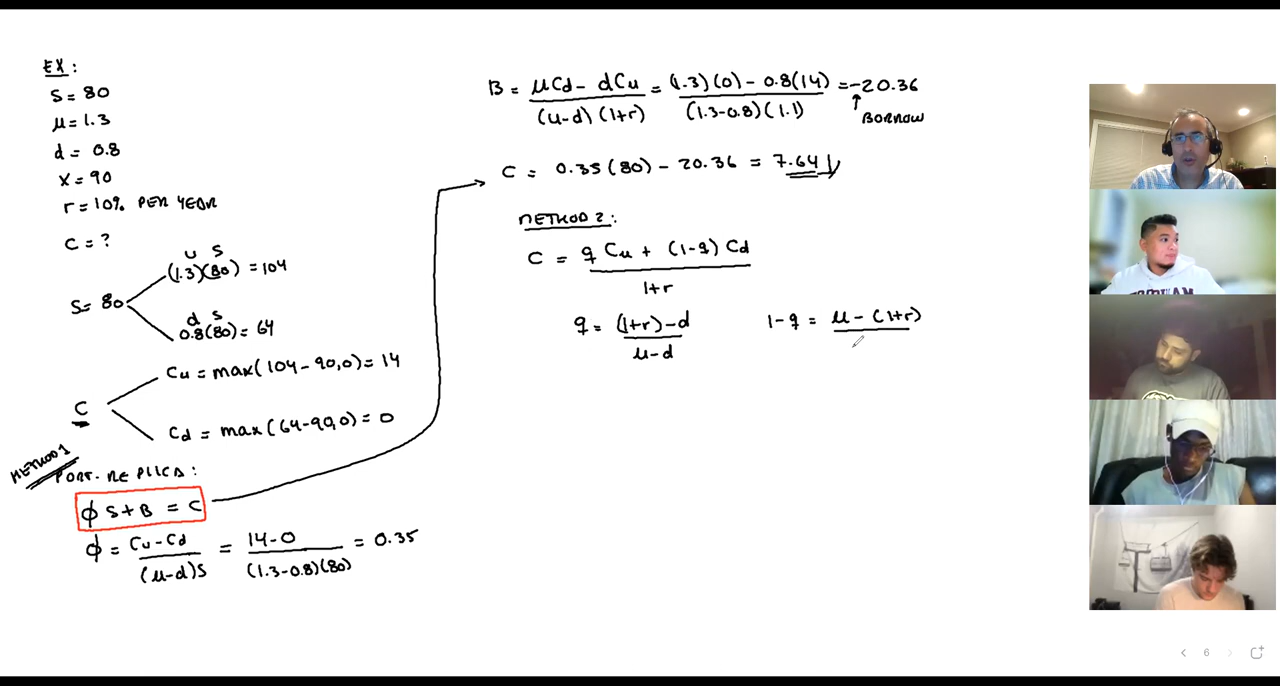 EX:
S = 80
μ = 1.3
d = 0.8
X = 90
r = 10% PER YEAR
C = ?
u S
S = 80
(1.3)(80) = 104
d S
0.8(80) = 64
C
Cu = max(104 - 90, 0) = 14
Cd = max(64 - 90, 0) = 0
METHOD 1
PORT. REPLICA:
ϕ S + B = C
ϕ = Cu - Cd / (μ - d)S = 14 - 0 / (1.3 - 0.8)(80) = 0.35
B = μCd - dCu / (u - d)(1+r) = (1.3)(0) - 0.8(14) / (1.3 - 0.8)(1.1) = -20.36
↑ BORROW
C = 0.35(80) - 20.36 = 7.64
METHOD 2:
C = q Cu + (1 - q) Cd / 1+r
q = (1+r) - d / μ - d
1 - q = μ - (1+r)
6